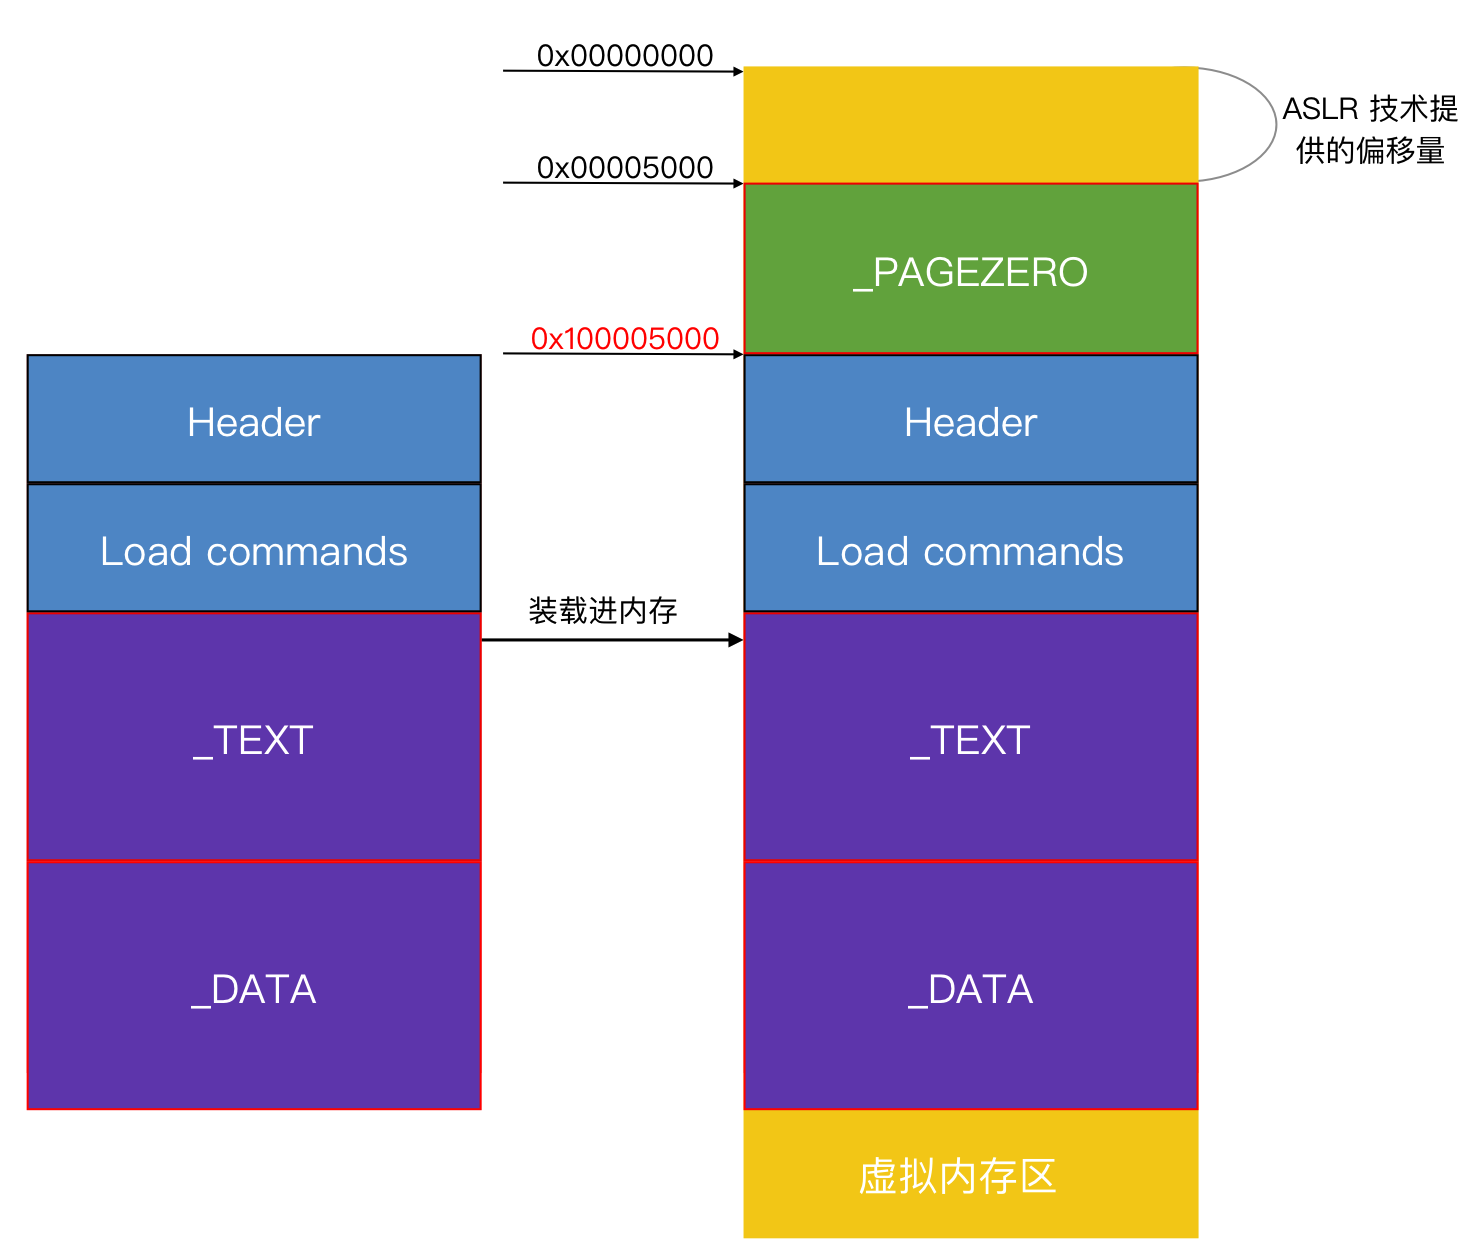 0x00000000
ASLR 技术提
供的偏移量
0x00005000
_PAGEZERO
0x100005000
Header
Header
Load commands
Load commands
装载进内存
_TEXT
_TEXT
_DATA
_DATA
虚拟内存区